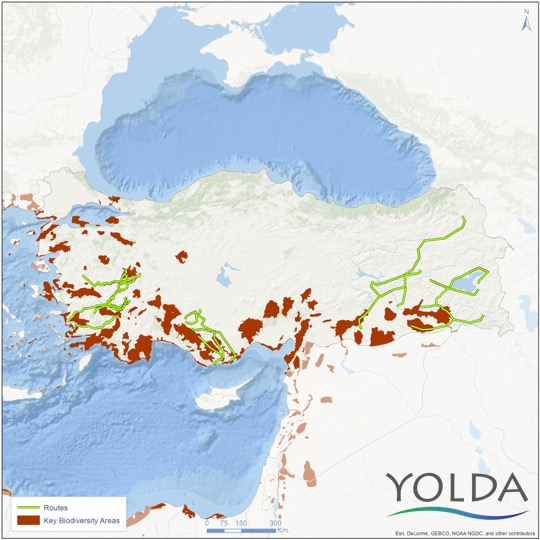 N
YOLDA
Routes
Key Biodiversity Areas
0 75 150 300
Km
Esri, DeLorme, GEBCO, NOAA NGDC, and other contributors